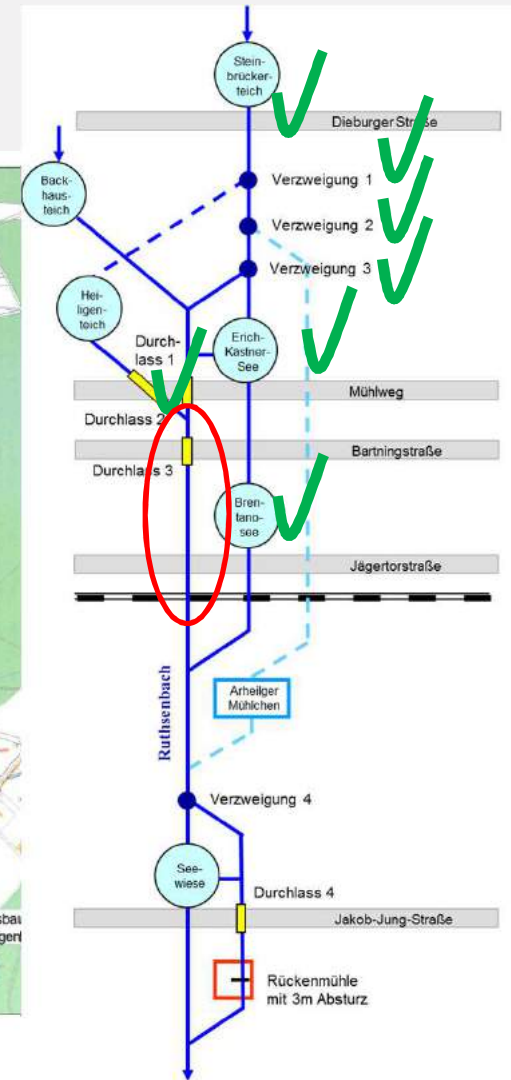 Stein-
brücker-
teich
Dieburger Straße
Back-
haus-
teich
Verzweigung 1
Verzweigung 2
Verzweigung 3
Hei-
ligen-
teich
Durch-
lass 1
Erich-
Kästner-
See
Mühlweg
Durchlass 2
Bartningstraße
Durchlass 3
Bren-
tano-
see
Jägertorstraße
Ruthsenbach
Arheilger
Mühlchen
Verzweigung 4
See-
wiese
Durchlass 4
Jakob-Jung-Straße
Rückenmühle
mit 3m Absturz